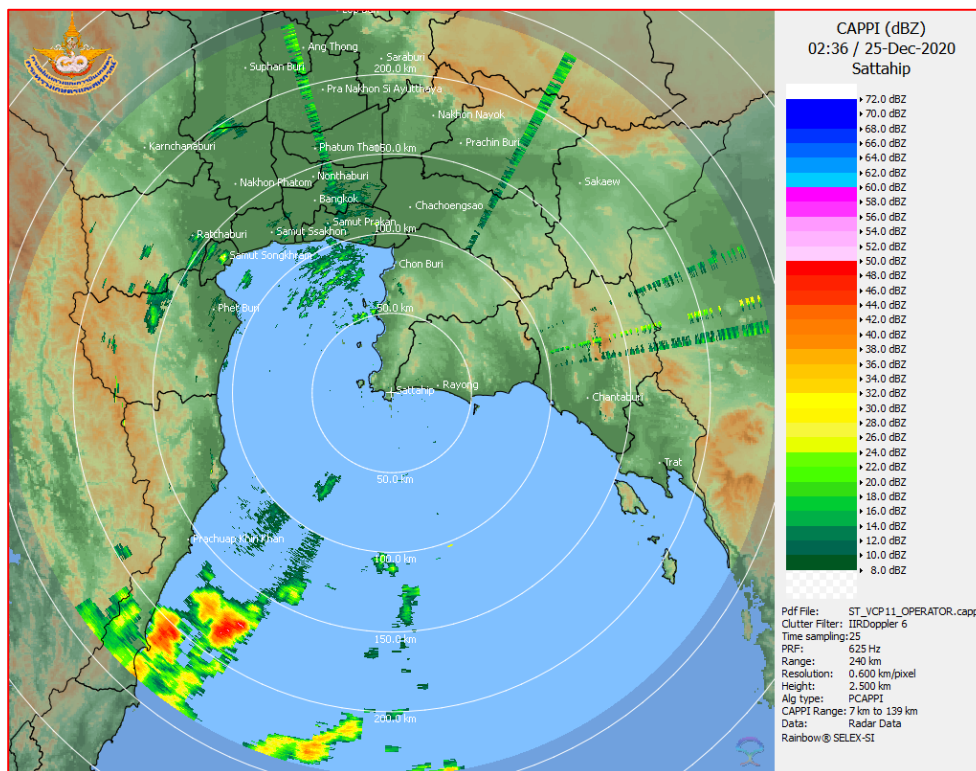 CAPPI (dBZ)
02:36 / 25-Dec-2020
Sattahip
72.0 dBZ
70.0 dBZ
68.0 dBZ
66.0 dBZ
64.0 dBZ
62.0 dBZ
60.0 dBZ
58.0 dBZ
56.0 dBZ
54.0 dBZ
52.0 dBZ
50.0 dBZ
48.0 dBZ
46.0 dBZ
44.0 dBZ
42.0 dBZ
40.0 dBZ
38.0 dBZ
36.0 dBZ
34.0 dBZ
32.0 dBZ
30.0 dBZ
28.0 dBZ
26.0 dBZ
24.0 dBZ
22.0 dBZ
20.0 dBZ
18.0 dBZ
16.0 dBZ
14.0 dBZ
12.0 dBZ
10.0 dBZ
8.0 dBZ
Pdf File: ST_VCP11_OPERATOR.capp
Clutter Filter: IIRDoppler 6
Time sampling:25
PRF: 625 Hz
Range: 240 km
Resolution: 0.600 km/pixel
Height: 2.500 km
Alg type: PCAPPI
CAPPI Range: 7 km to 139 km
Data: Radar Data
Rainbow® SELEX-SI
Ang Thong
Saraburi
Suphan Buri
200.0 km
Pra Nakhon Si Ayutthaya
Nakhon Nayok
Prachin Buri
Karnchanaburi
Phatum Thani
150.0 km
Nonthaburi
Nakhon Phatom
Sakaew
Bangkok
Chachoengsao
Samut Prakan
Samut Ssakhon
100.0 km
Ratchaburi
Samut Songkhram
Chon Buri
Phet Buri
50.0 km
Sattahip
Rayong
Chantaburi
Trat
50.0 km
Prachuap Khiri Khan
100.0 km
150.0 km
200.0 km